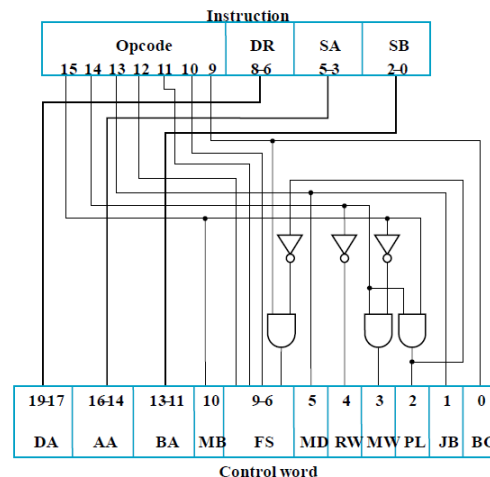 Instruction
Opcode DR SA SB
15 14 13 12 11 10 9 8-6 5-3 2-0
19-17 16-14 13-11 10 9-6 5 4 3 2 1 0
DA AA BA MB FS MD RW MW PL JB BC
Control word